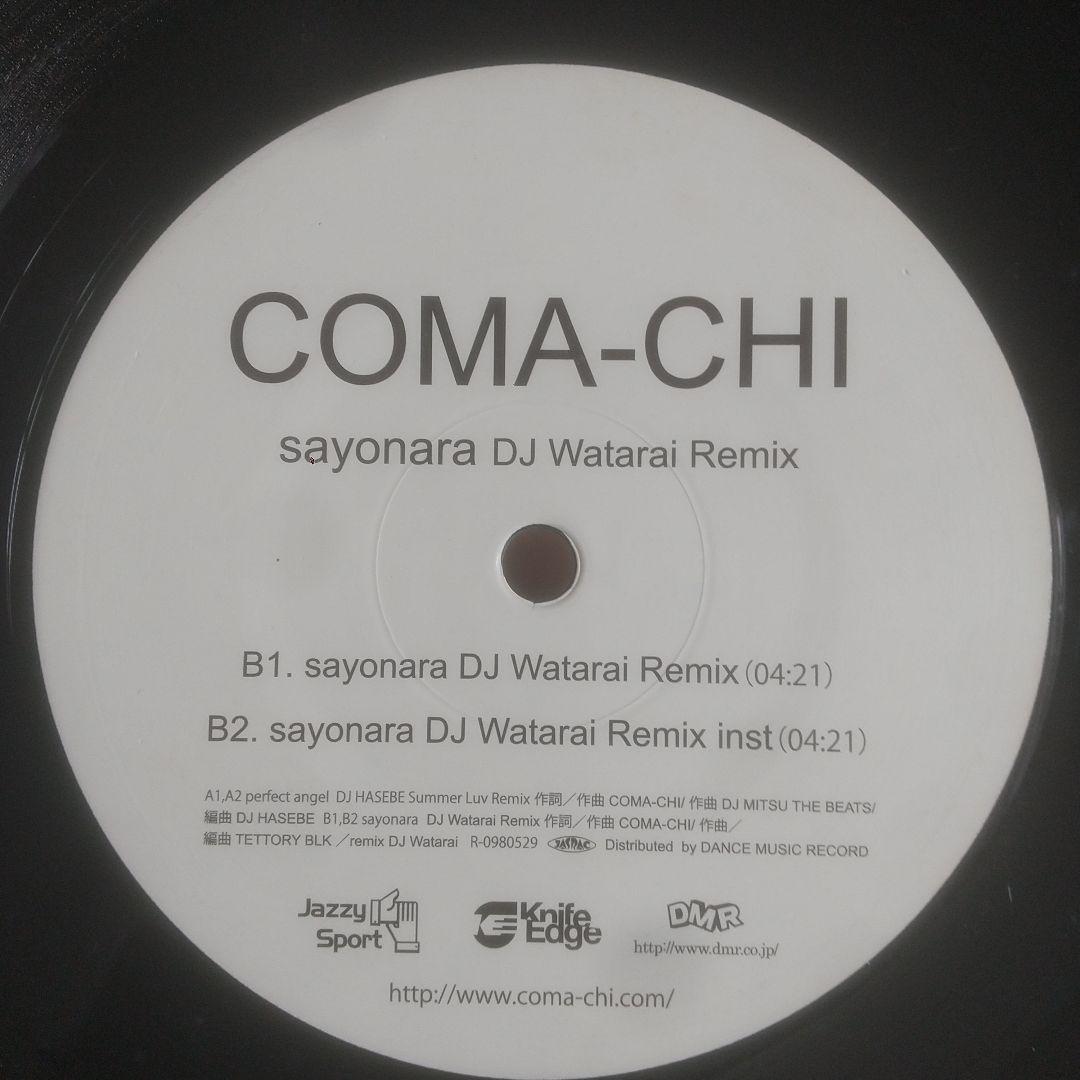 COMA-CHI
sayonara DJ Watarai Remix
B1. sayonara DJ Watarai Remix(04:21)
B2. sayonara DJ Watarai Remix inst(04:21)
A1,A2 perfect angel DJ HASEBE Summer Luv Remix 作詞／作曲 COMA-CHI/ 作曲 DJ MITSU THE BEATS/
編曲 DJ HASEBE B1,B2 sayonara DJ Watarai Remix 作詞／作曲 COMA-CHI/ 作曲／
編曲 TETTORY BLK ／remix DJ Watarai R-0980529 JASRAC Distributed by DANCE MUSIC RECORD
Jazzy
Sport
Knife
Edge
DMR
http://www.dmr.co.jp/
http://www.coma-chi.com/